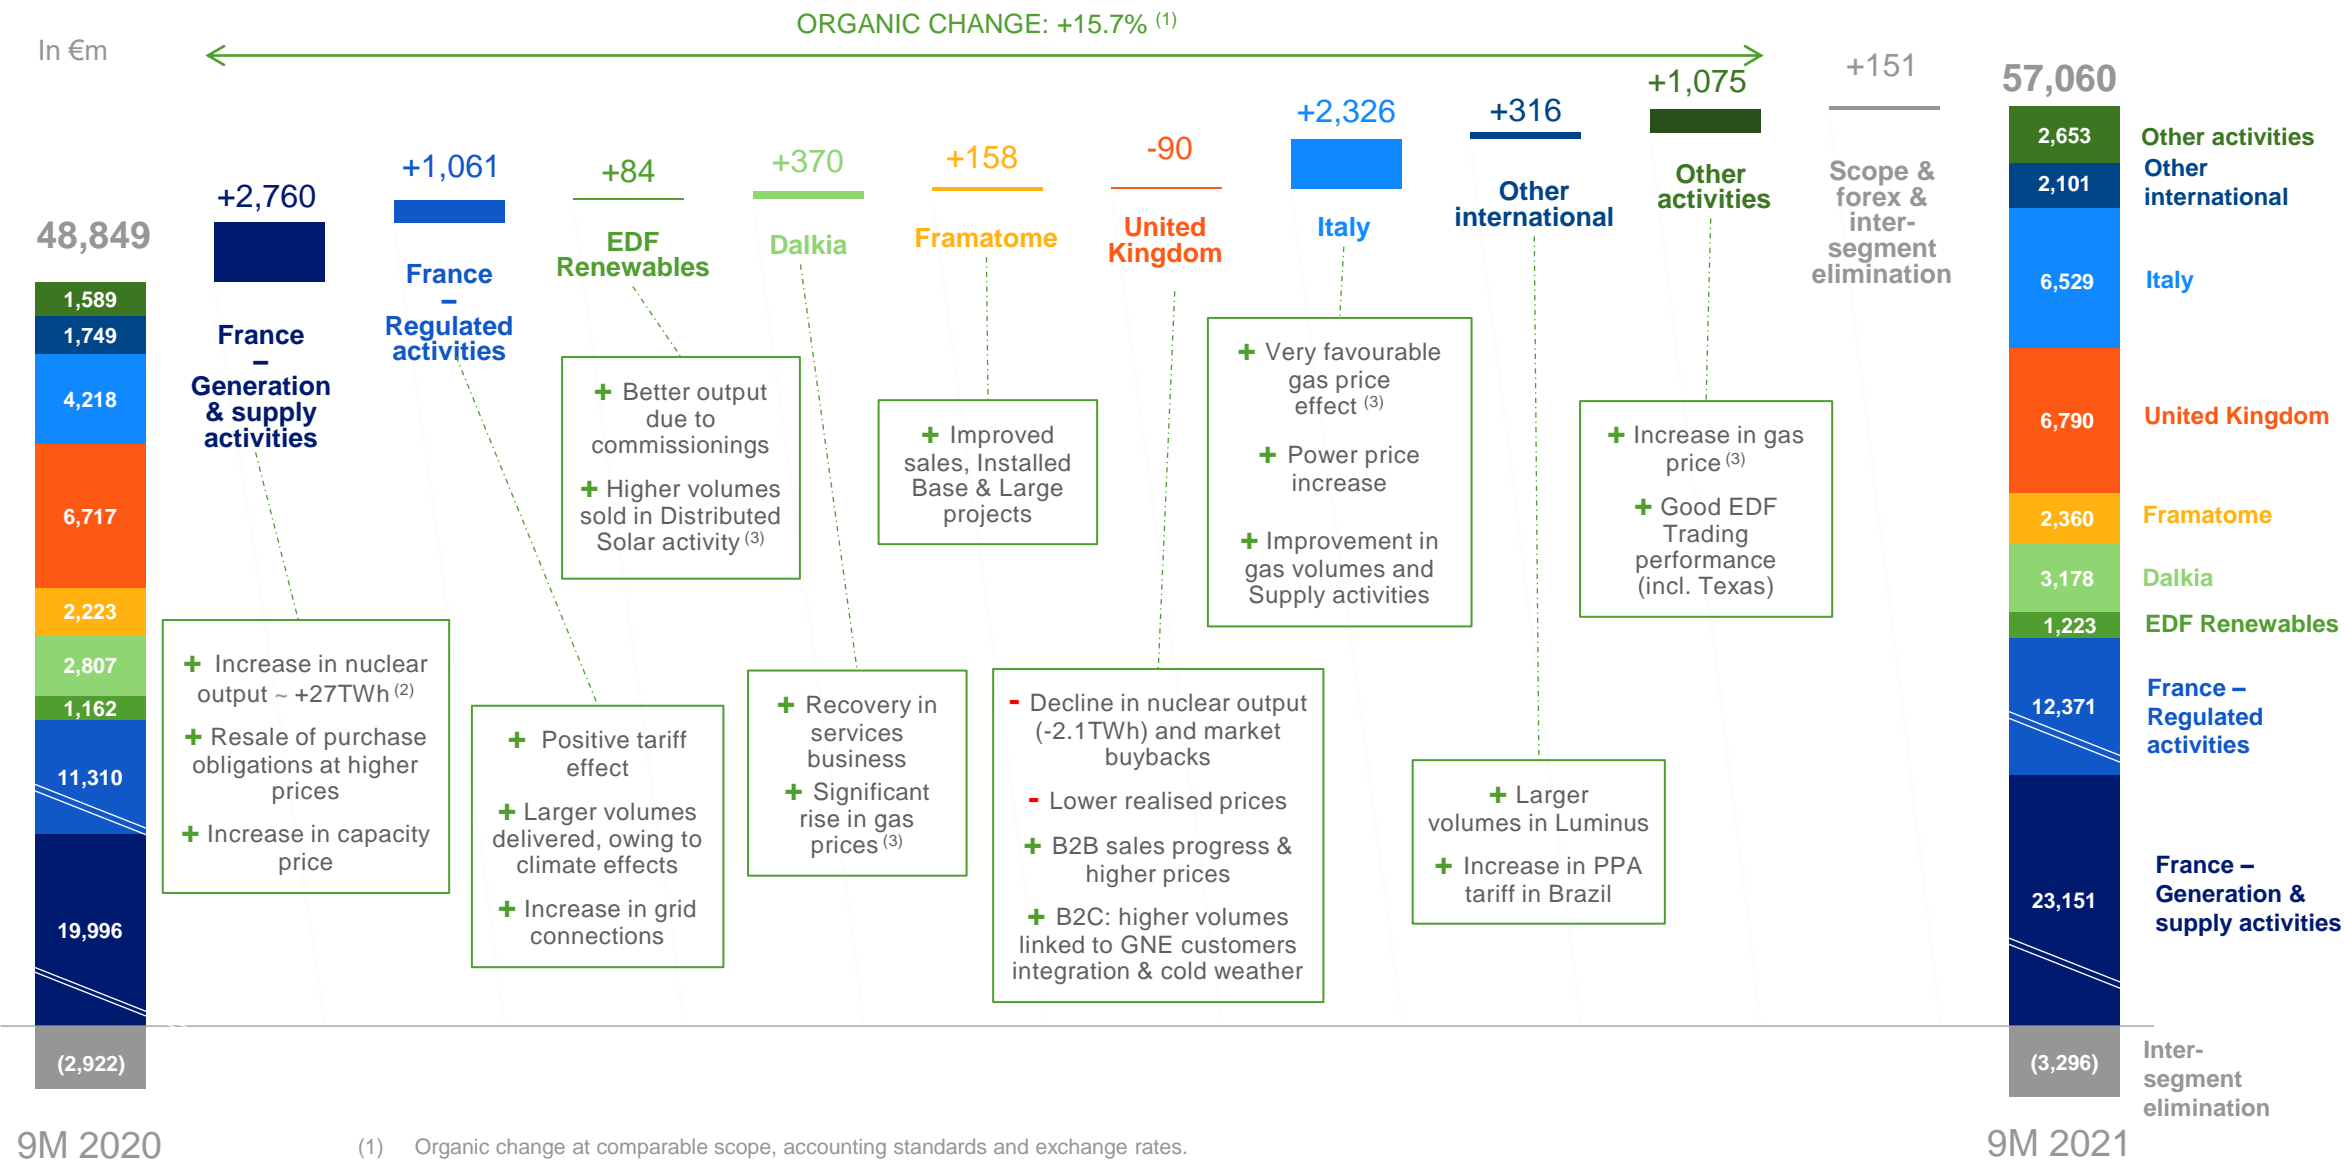 ORGANIC CHANGE: +15.7% (1)
In €m
48,849
1,589
1,749
4,218
6,717
2,223
2,807
1,162
11,310
19,996
(2,922)
9M 2020
+2,760
France
–
Generation
& supply
activities
+ Increase in nuclear
output ~ +27TWh (2)
+ Resale of purchase
obligations at higher
prices
+ Increase in capacity
price
+1,061
France
–
Regulated
activities
+ Positive tariff
effect
+ Larger volumes
delivered, owing to
climate effects
+ Increase in grid
connections
+84
EDF
Renewables
+ Better output
due to
commissionings
+ Higher volumes
sold in Distributed
Solar activity (3)
+370
Dalkia
+ Recovery in
services
business
+ Significant
rise in gas
prices (3)
+158
Framatome
+ Improved
sales, Installed
Base & Large
projects
-90
United
Kingdom
- Decline in nuclear output
(-2.1TWh) and market
buybacks
- Lower realised prices
+ B2B sales progress &
higher prices
+ B2C: higher volumes
linked to GNE customers
integration & cold weather
+2,326
Italy
+ Very favourable
gas price
effect (3)
+ Power price
increase
+ Improvement in
gas volumes and
Supply activities
+316
Other
international
+ Larger
volumes in Luminus
+ Increase in PPA
tariff in Brazil
+1,075
Other
activities
+ Increase in gas
price (3)
+ Good EDF
Trading
performance
(incl. Texas)
+151
Scope &
forex &
inter-
segment
elimination
57,060
2,653
2,101
6,529
6,790
2,360
3,178
1,223
12,371
23,151
(3,296)
9M 2021
Other activities
Other
international
Italy
United Kingdom
Framatome
Dalkia
EDF Renewables
France –
Regulated
activities
France –
Generation &
supply activities
Inter-
segment
elimination
(1) Organic change at comparable scope, accounting standards and exchange rates.